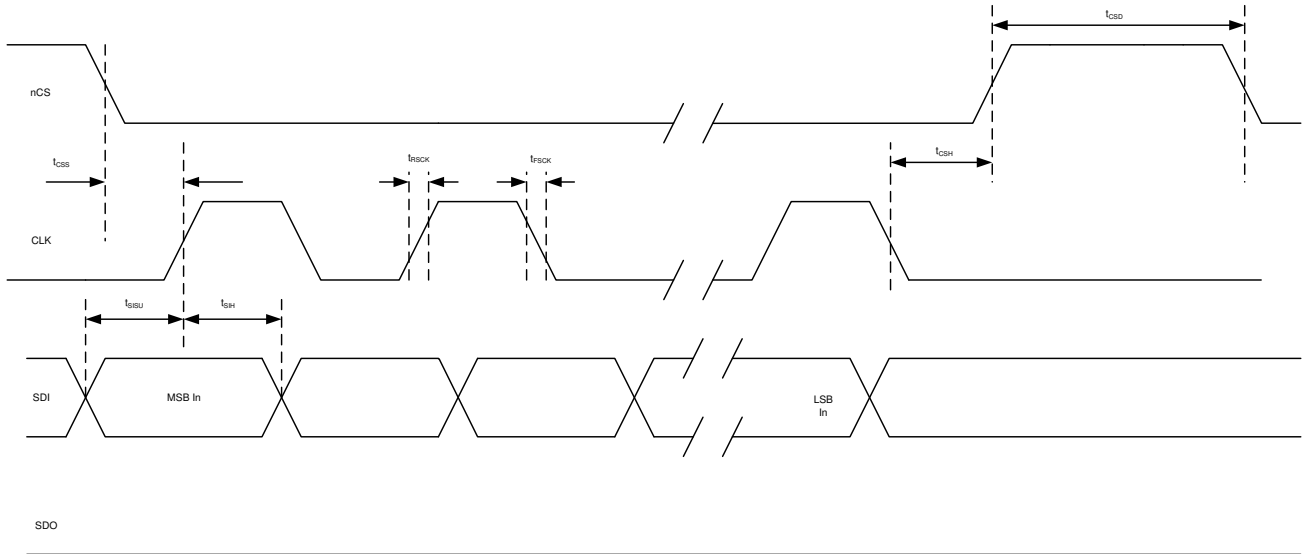 tCSD
nCS
tCSS
tRSCK
tFSCK
tCSH
CLK
tSISU
tSIH
SDI
MSB In
LSB
In
SDO